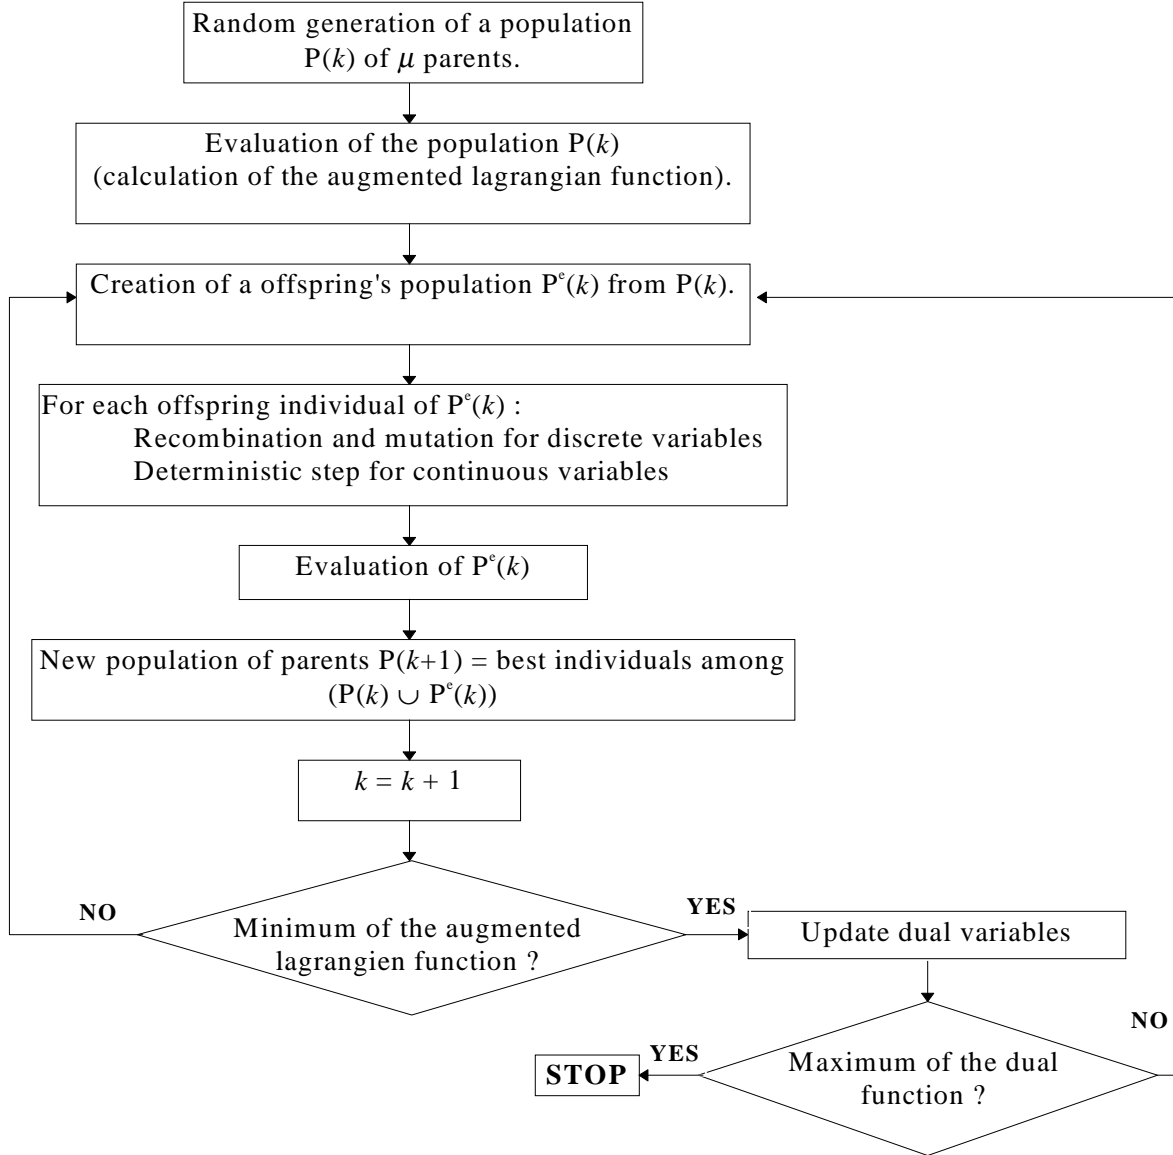 Random generation of a population
P(k) of μ parents.
Evaluation of the population P(k)
(calculation of the augmented lagrangian function).
Creation of a offspring's population Pᵉ(k) from P(k).
For each offspring individual of Pᵉ(k) :
Recombination and mutation for discrete variables
Deterministic step for continuous variables
Evaluation of Pᵉ(k)
New population of parents P(k+1) = best individuals among
(P(k) ∪ Pᵉ(k))
k = k + 1
NO
Minimum of the augmented
lagrangien function ?
YES
Update dual variables
NO
Maximum of the dual
function ?
YES
STOP